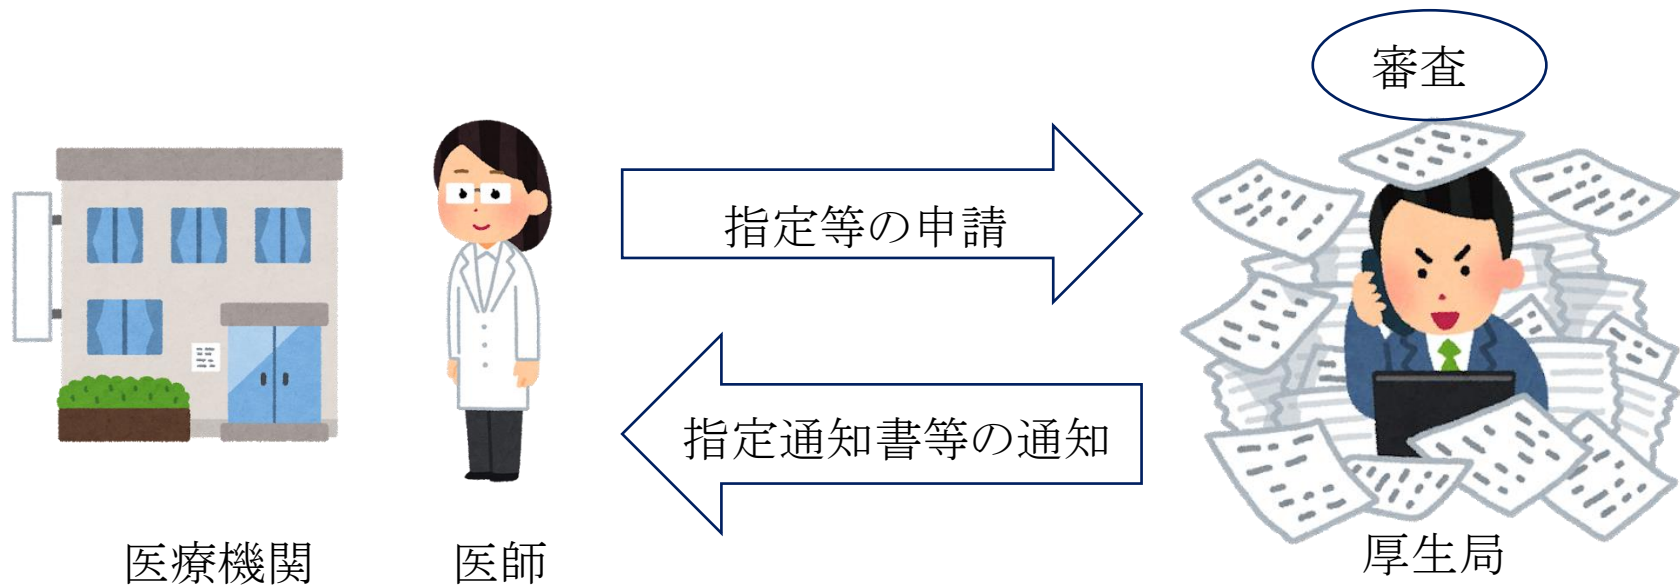 審査
指定等の申請
指定通知書等の通知
医療機関
医師
厚生局